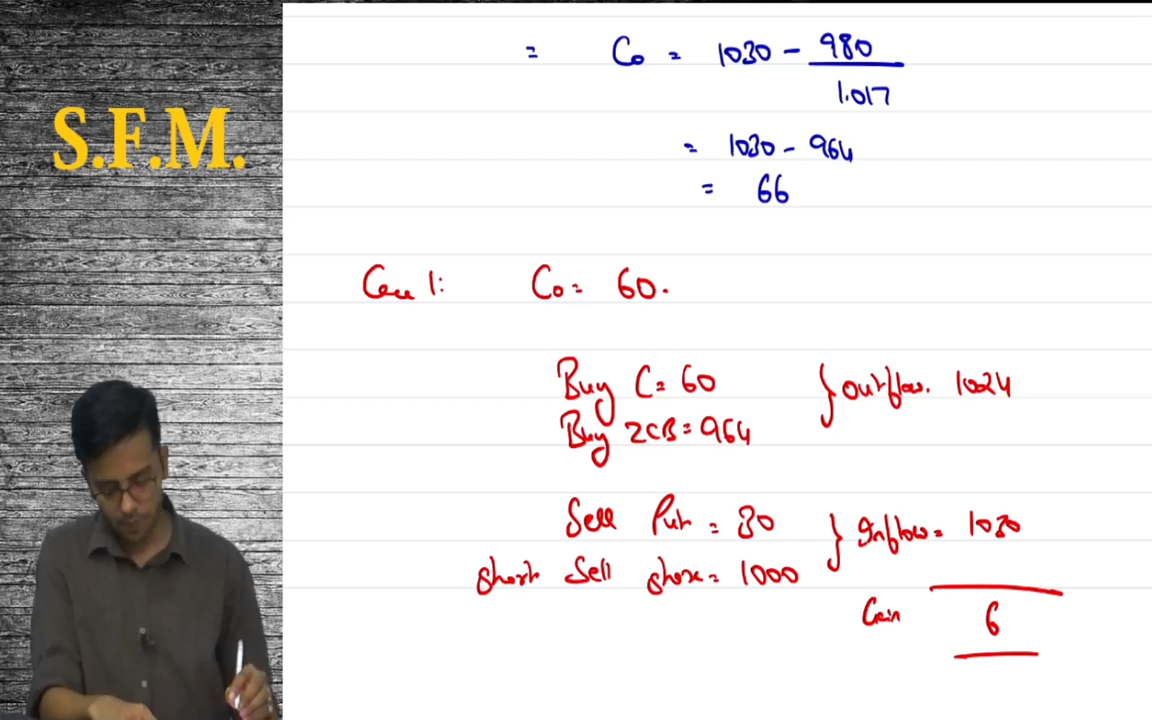 S.F.M.
= C₀ = 1030 - 980
1.017
= 1030 - 964
= 66
Case 1: C₀ = 60.
Buy C = 60 } Outflow. 1024
Buy ZCB = 964
Sell Put = 30 } Inflow = 1030
Short Sell share = 1000
Gain 6